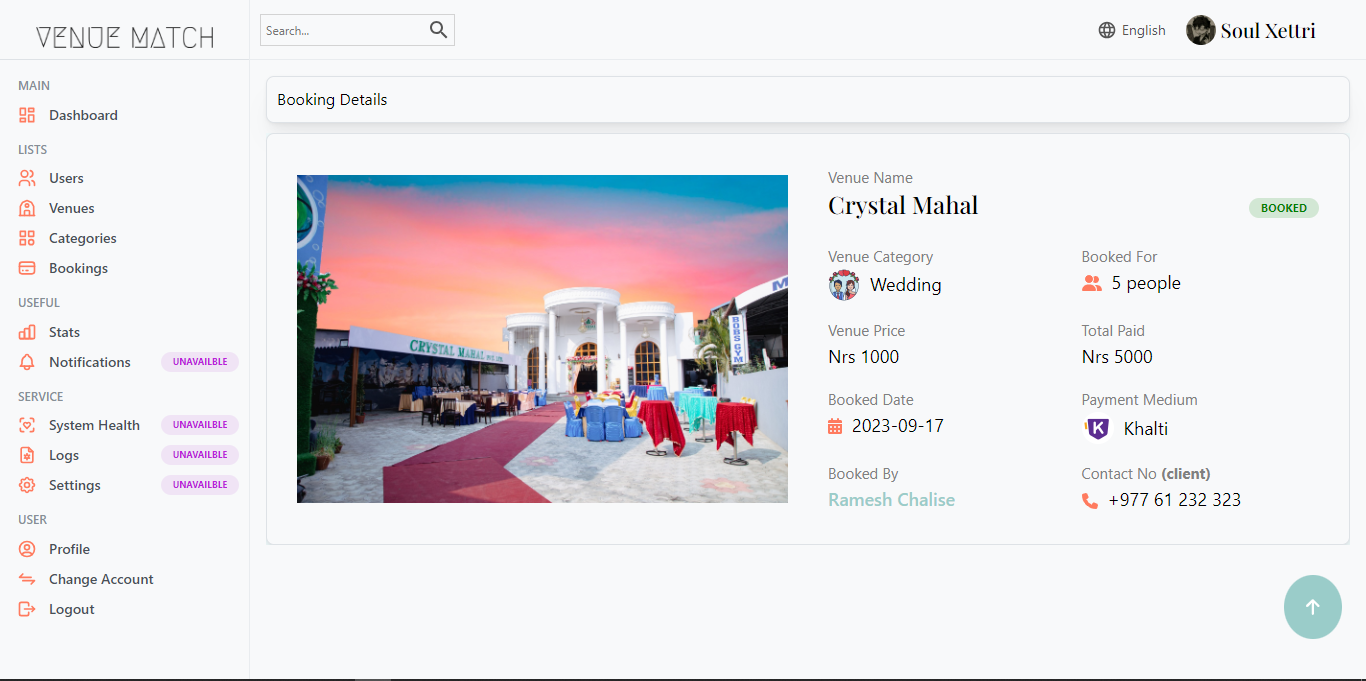 VENUE MATCH
Search...
English
Soul Xettri
MAIN
Dashboard
LISTS
Users
Venues
Categories
Bookings
USEFUL
Stats
Notifications UNAVAILBLE
SERVICE
System Health UNAVAILBLE
Logs UNAVAILBLE
Settings UNAVAILBLE
USER
Profile
Change Account
Logout
Booking Details
CRYSTAL MAHAL
BOBS GYM
Venue Name
Crystal Mahal
BOOKED
Venue Category
Wedding
Booked For
5 people
Venue Price
Nrs 1000
Total Paid
Nrs 5000
Booked Date
2023-09-17
Payment Medium
K
Khalti
Booked By
Ramesh Chalise
Contact No (client)
+977 61 232 323